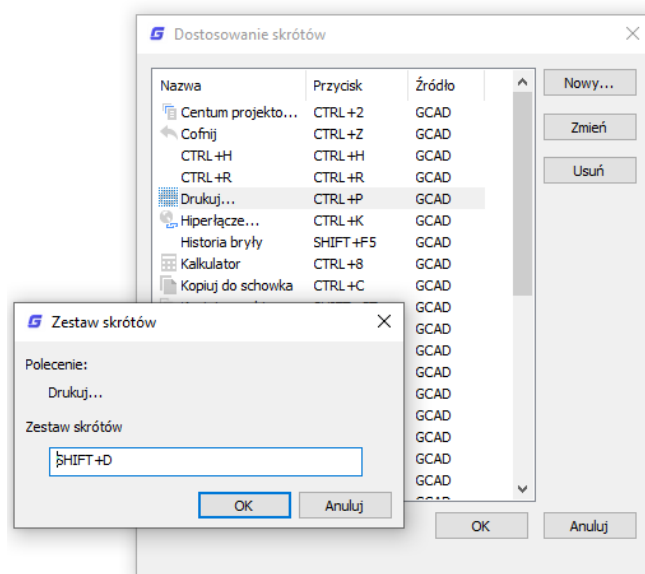 Dostosowanie skrótów
Nazwa Przycisk Źródło
Centum projekto... CTRL+2 GCAD
Cofnij CTRL+Z GCAD
CTRL+H CTRL+H GCAD
CTRL+R CTRL+R GCAD
Drukuj... CTRL+P GCAD
Hiperłącze... CTRL+K GCAD
Historia bryły SHIFT+F5 GCAD
Kalkulator CTRL+8 GCAD
Kopiuj do schowka CTRL+C GCAD
GCAD
GCAD
GCAD
GCAD
GCAD
GCAD
GCAD
GCAD
GCAD
Nowy...
Zmień
Usuń
OK Anuluj
Zestaw skrótów
Polecenie:
Drukuj...
Zestaw skrótów
SHIFT+D
OK Anuluj